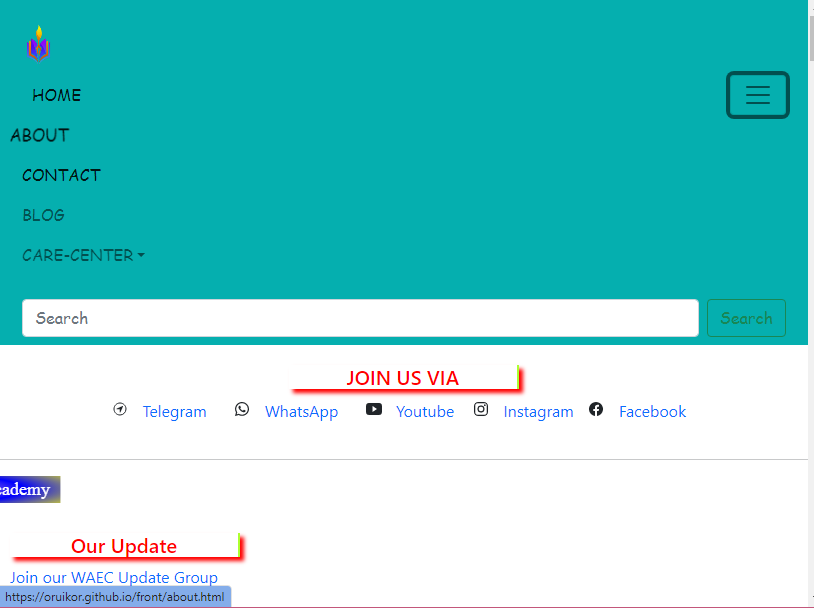 HOME
ABOUT
CONTACT
BLOG
CARE-CENTER
Search Search
JOIN US VIA
Telegram WhatsApp Youtube Instagram Facebook
cademy
Our Update
Join our WAEC Update Group
https://oruikor.github.io/front/about.html